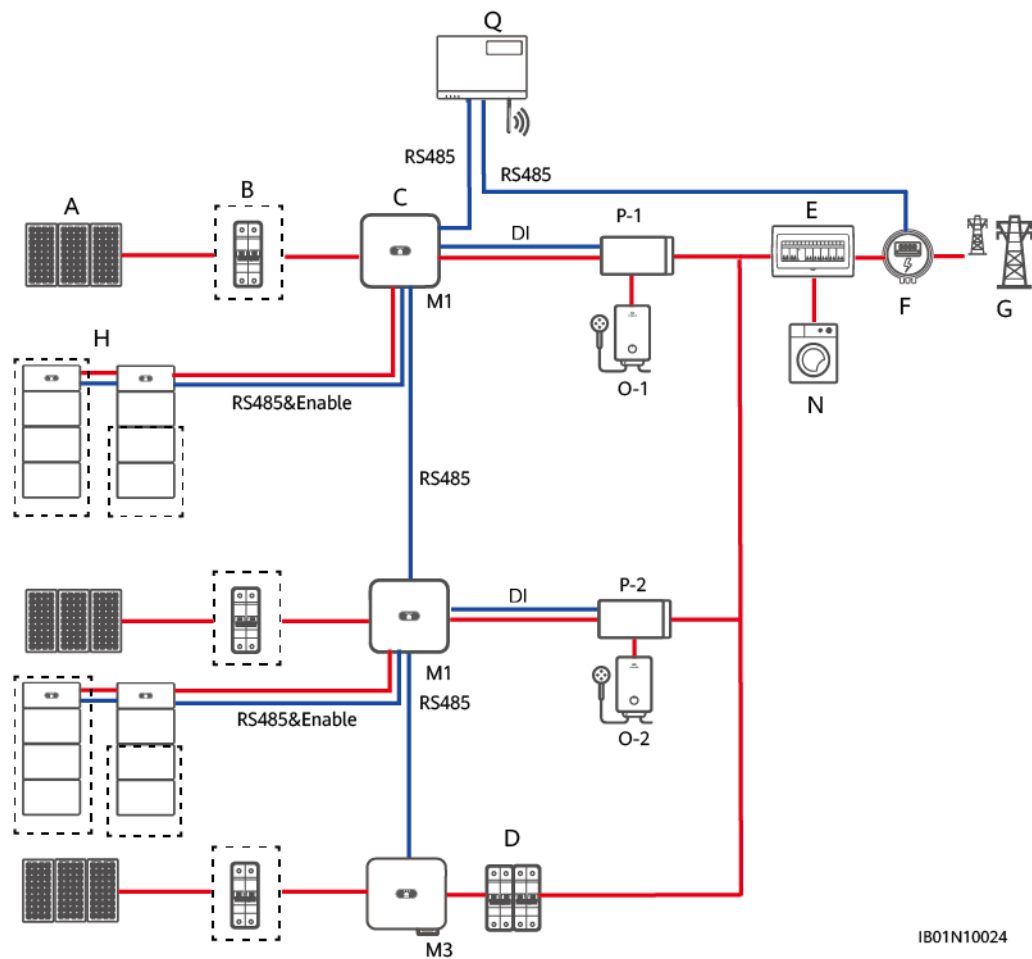 Q
RS485
RS485
A
B
C
P-1
E
DI
M1
F
G
H
O-1
N
RS485&Enable
RS485
P-2
DI
M1
RS485
RS485&Enable
O-2
D
M3
IB01N10024